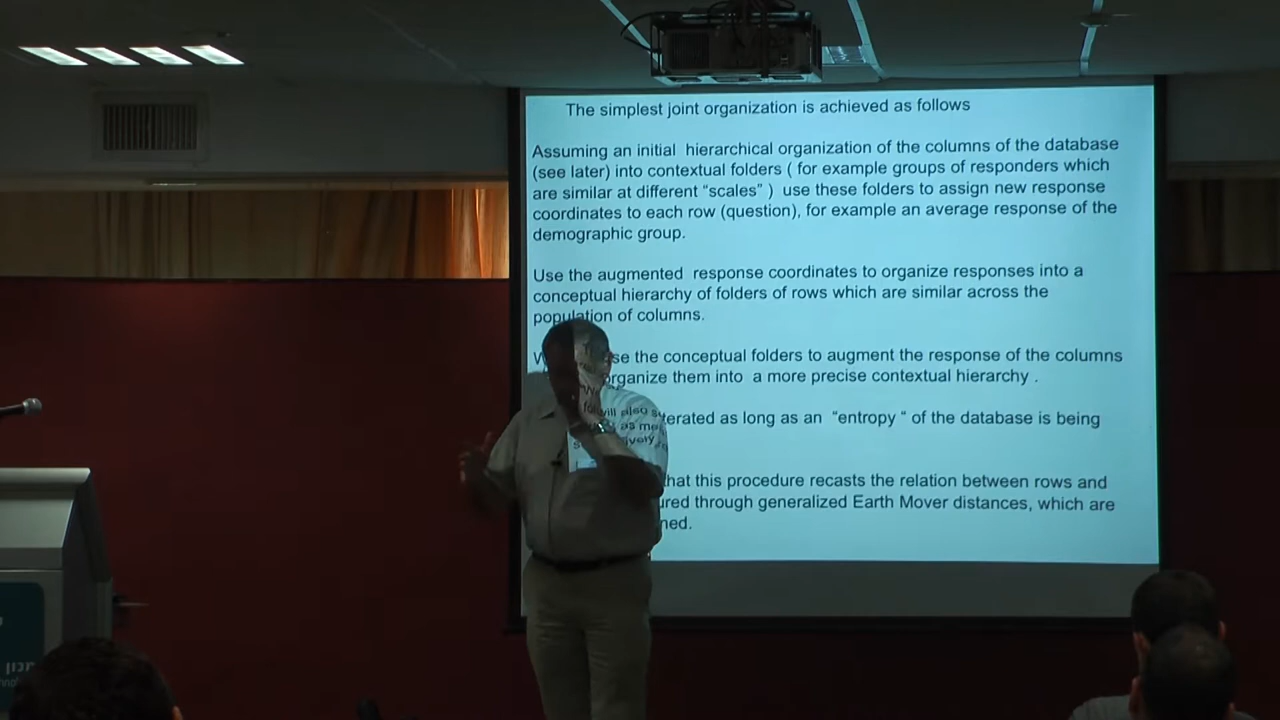 The simplest joint organization is achieved as follows
Assuming an initial hierarchical organization of the columns of the database
(see later) into contextual folders ( for example groups of responders which
are similar at different “scales” ) use these folders to assign new response
coordinates to each row (question), for example an average response of the
demographic group.
Use the augmented response coordinates to organize responses into a
conceptual hierarchy of folders of rows which are similar across the
population of columns.
the conceptual folders to augment the response of the columns
organize them into a more precise contextual hierarchy .
as long as an “entropy “ of the database is being
that this procedure recasts the relation between rows and
through generalized Earth Mover distances, which are
מכון